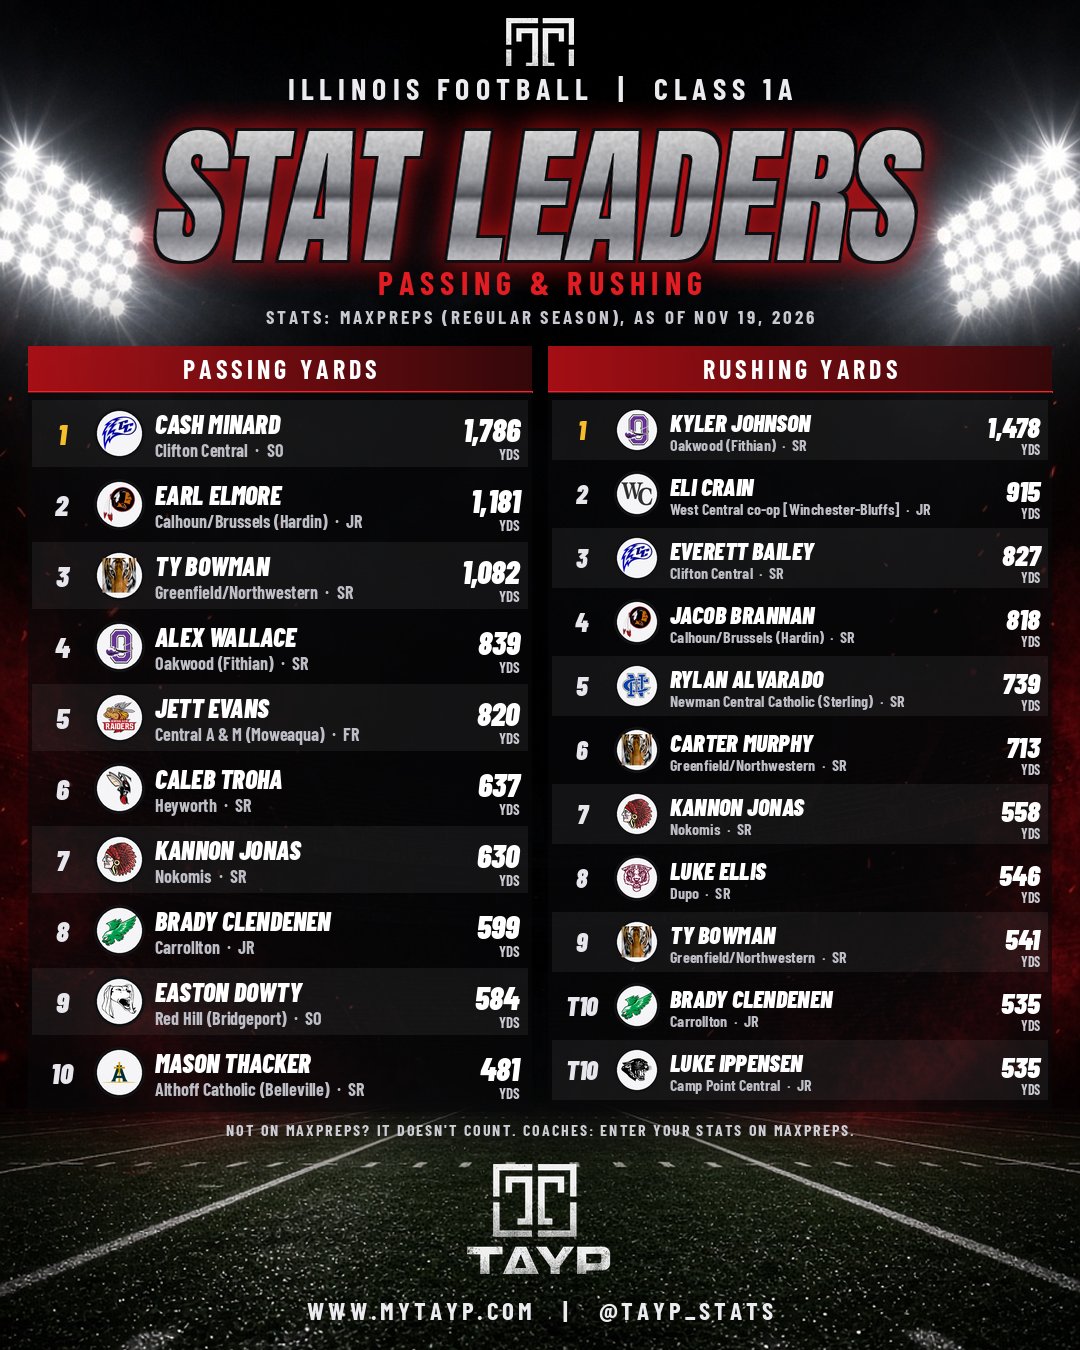 ILLINOIS FOOTBALL | CLASS 1A
STAT LEADERS
PASSING & RUSHING
STATS: MAXPREPS (REGULAR SEASON), AS OF NOV 19, 2026
PASSING YARDS
1 CASH MINARD 1,786
Clifton Central · SO YDS
2 EARL ELMORE 1,181
Calhoun/Brussels (Hardin) · JR YDS
3 TY BOWMAN 1,082
Greenfield/Northwestern · SR YDS
4 ALEX WALLACE 839
Oakwood (Fithian) · SR YDS
5 JETT EVANS 820
RAIDERS
Central A & M (Moweaqua) · FR YDS
6 CALEB TROHA 637
Heyworth · SR YDS
7 KANNON JONAS 630
Nokomis · SR YDS
8 BRADY CLENDENEN 599
Carrollton · JR YDS
9 EASTON DOWTY 584
Red Hill (Bridgeport) · SO YDS
10 MASON THACKER 481
A
Althoff Catholic (Belleville) · SR YDS
RUSHING YARDS
1 KYLER JOHNSON 1,478
Oakwood (Fithian) · SR YDS
2 WC ELI CRAIN 915
West Central co-op [Winchester-Bluffs] · JR YDS
3 EVERETT BAILEY 827
Clifton Central · SR YDS
4 JACOB BRANNAN 818
Calhoun/Brussels (Hardin) · SR YDS
5 RYLAN ALVARADO 739
Newman Central Catholic (Sterling) · SR YDS
6 CARTER MURPHY 713
Greenfield/Northwestern · SR YDS
7 KANNON JONAS 558
Nokomis · SR YDS
8 LUKE ELLIS 546
Dupo · SR YDS
9 TY BOWMAN 541
Greenfield/Northwestern · SR YDS
T10 BRADY CLENDENEN 535
Carrollton · JR YDS
T10 LUKE IPPENSEN 535
Camp Point Central · JR YDS
NOT ON MAXPREPS? IT DOESN'T COUNT. COACHES: ENTER YOUR STATS ON MAXPREPS.
TAYP
WWW.MYTAYP.COM | @TAYP_STATS